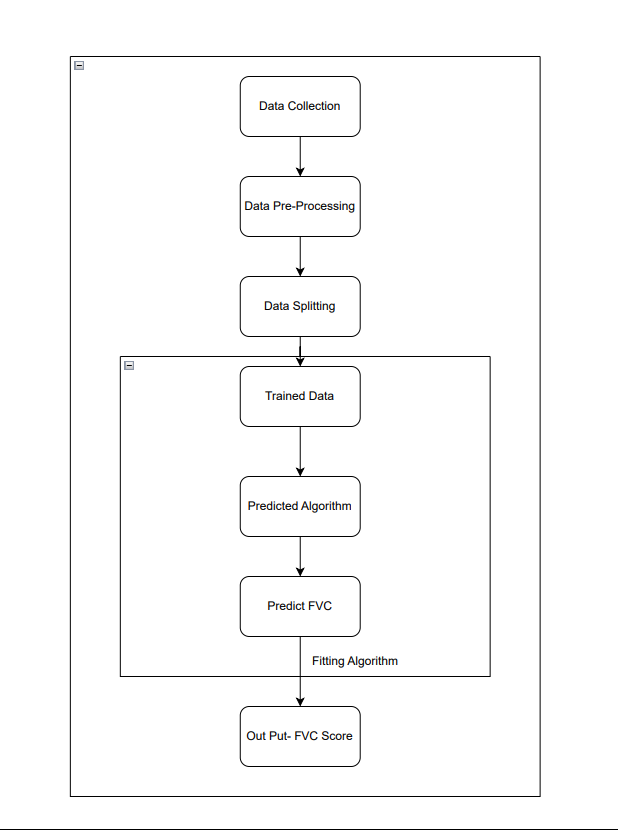 Data Collection
Data Pre-Processing
Data Splitting
Trained Data
Predicted Algorithm
Predict FVC
Fitting Algorithm
Out Put- FVC Score